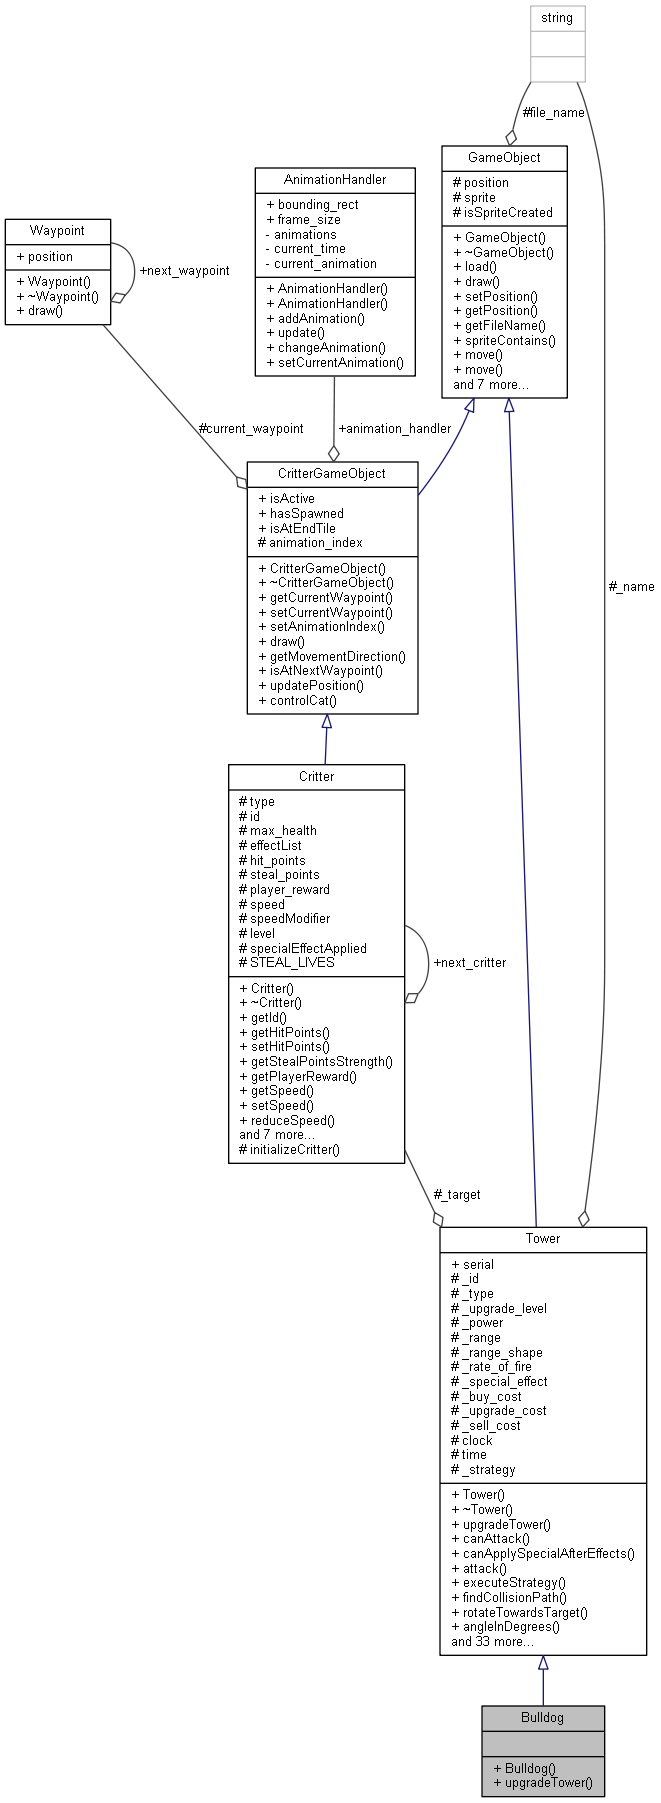 string
#file_name
GameObject
# position
# sprite
# isSpriteCreated
+ GameObject()
+ ~GameObject()
+ load()
+ draw()
+ setPosition()
+ getPosition()
+ getFileName()
+ spriteContains()
+ move()
+ move()
and 7 more...
AnimationHandler
+ bounding_rect
+ frame_size
- animations
- current_time
- current_animation
+ AnimationHandler()
+ AnimationHandler()
+ addAnimation()
+ update()
+ changeAnimation()
+ setCurrentAnimation()
Waypoint
+ position
+ Waypoint()
+ ~Waypoint()
+ draw()
+next_waypoint
#current_waypoint
+animation_handler
CritterGameObject
+ isActive
+ hasSpawned
+ isAtEndTile
# animation_index
+ CritterGameObject()
+ ~CritterGameObject()
+ getCurrentWaypoint()
+ setCurrentWaypoint()
+ setAnimationIndex()
+ draw()
+ getMovementDirection()
+ isAtNextWaypoint()
+ updatePosition()
+ controlCat()
#_name
Critter
# type
# id
# max_health
# effectList
# hit_points
# steal_points
# player_reward
# speed
# speedModifier
# level
# specialEffectApplied
# STEAL_LIVES
+ Critter()
+ ~Critter()
+ getId()
+ getHitPoints()
+ setHitPoints()
+ getStealPointsStrength()
+ getPlayerReward()
+ getSpeed()
+ setSpeed()
+ reduceSpeed()
and 7 more...
# initializeCritter()
+next_critter
#_target
Tower
+ serial
# _id
# _type
# _upgrade_level
# _power
# _range
# _range_shape
# _rate_of_fire
# _special_effect
# _buy_cost
# _upgrade_cost
# _sell_cost
# clock
# time
# _strategy
+ Tower()
+ ~Tower()
+ upgradeTower()
+ canAttack()
+ canApplySpecialAfterEffects()
+ attack()
+ executeStrategy()
+ findCollisionPath()
+ rotateTowardsTarget()
+ angleInDegrees()
and 33 more...
Bulldog
+ Bulldog()
+ upgradeTower()